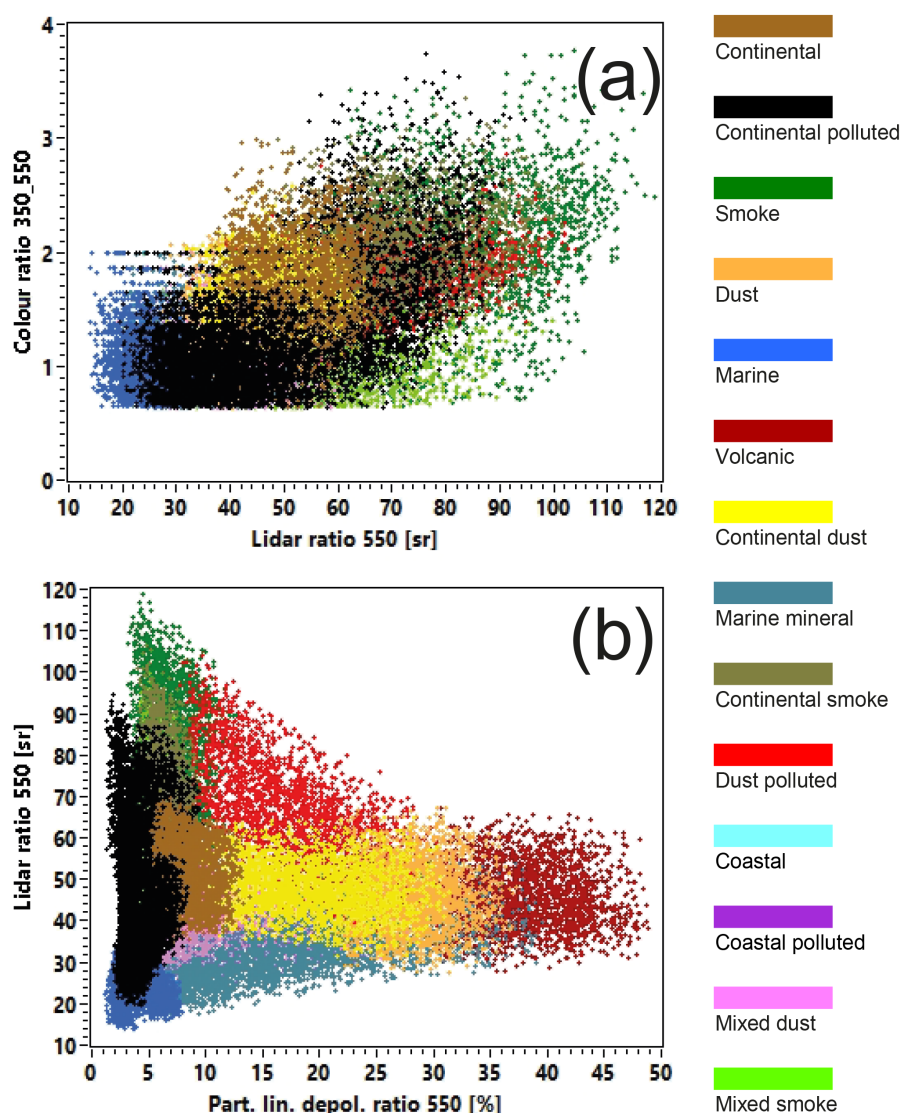 (a)
4
3
2
1
0
Colour ratio 350_550
10 20 30 40 50 60 70 80 90 100 110 120
Lidar ratio 550 [sr]
(b)
120
110
100
90
80
70
60
50
40
30
20
10
Lidar ratio 550 [sr]
0 5 10 15 20 25 30 35 40 45 50
Part. lin. depol. ratio 550 [%]
Continental
Continental polluted
Smoke
Dust
Marine
Volcanic
Continental dust
Marine mineral
Continental smoke
Dust polluted
Coastal
Coastal polluted
Mixed dust
Mixed smoke